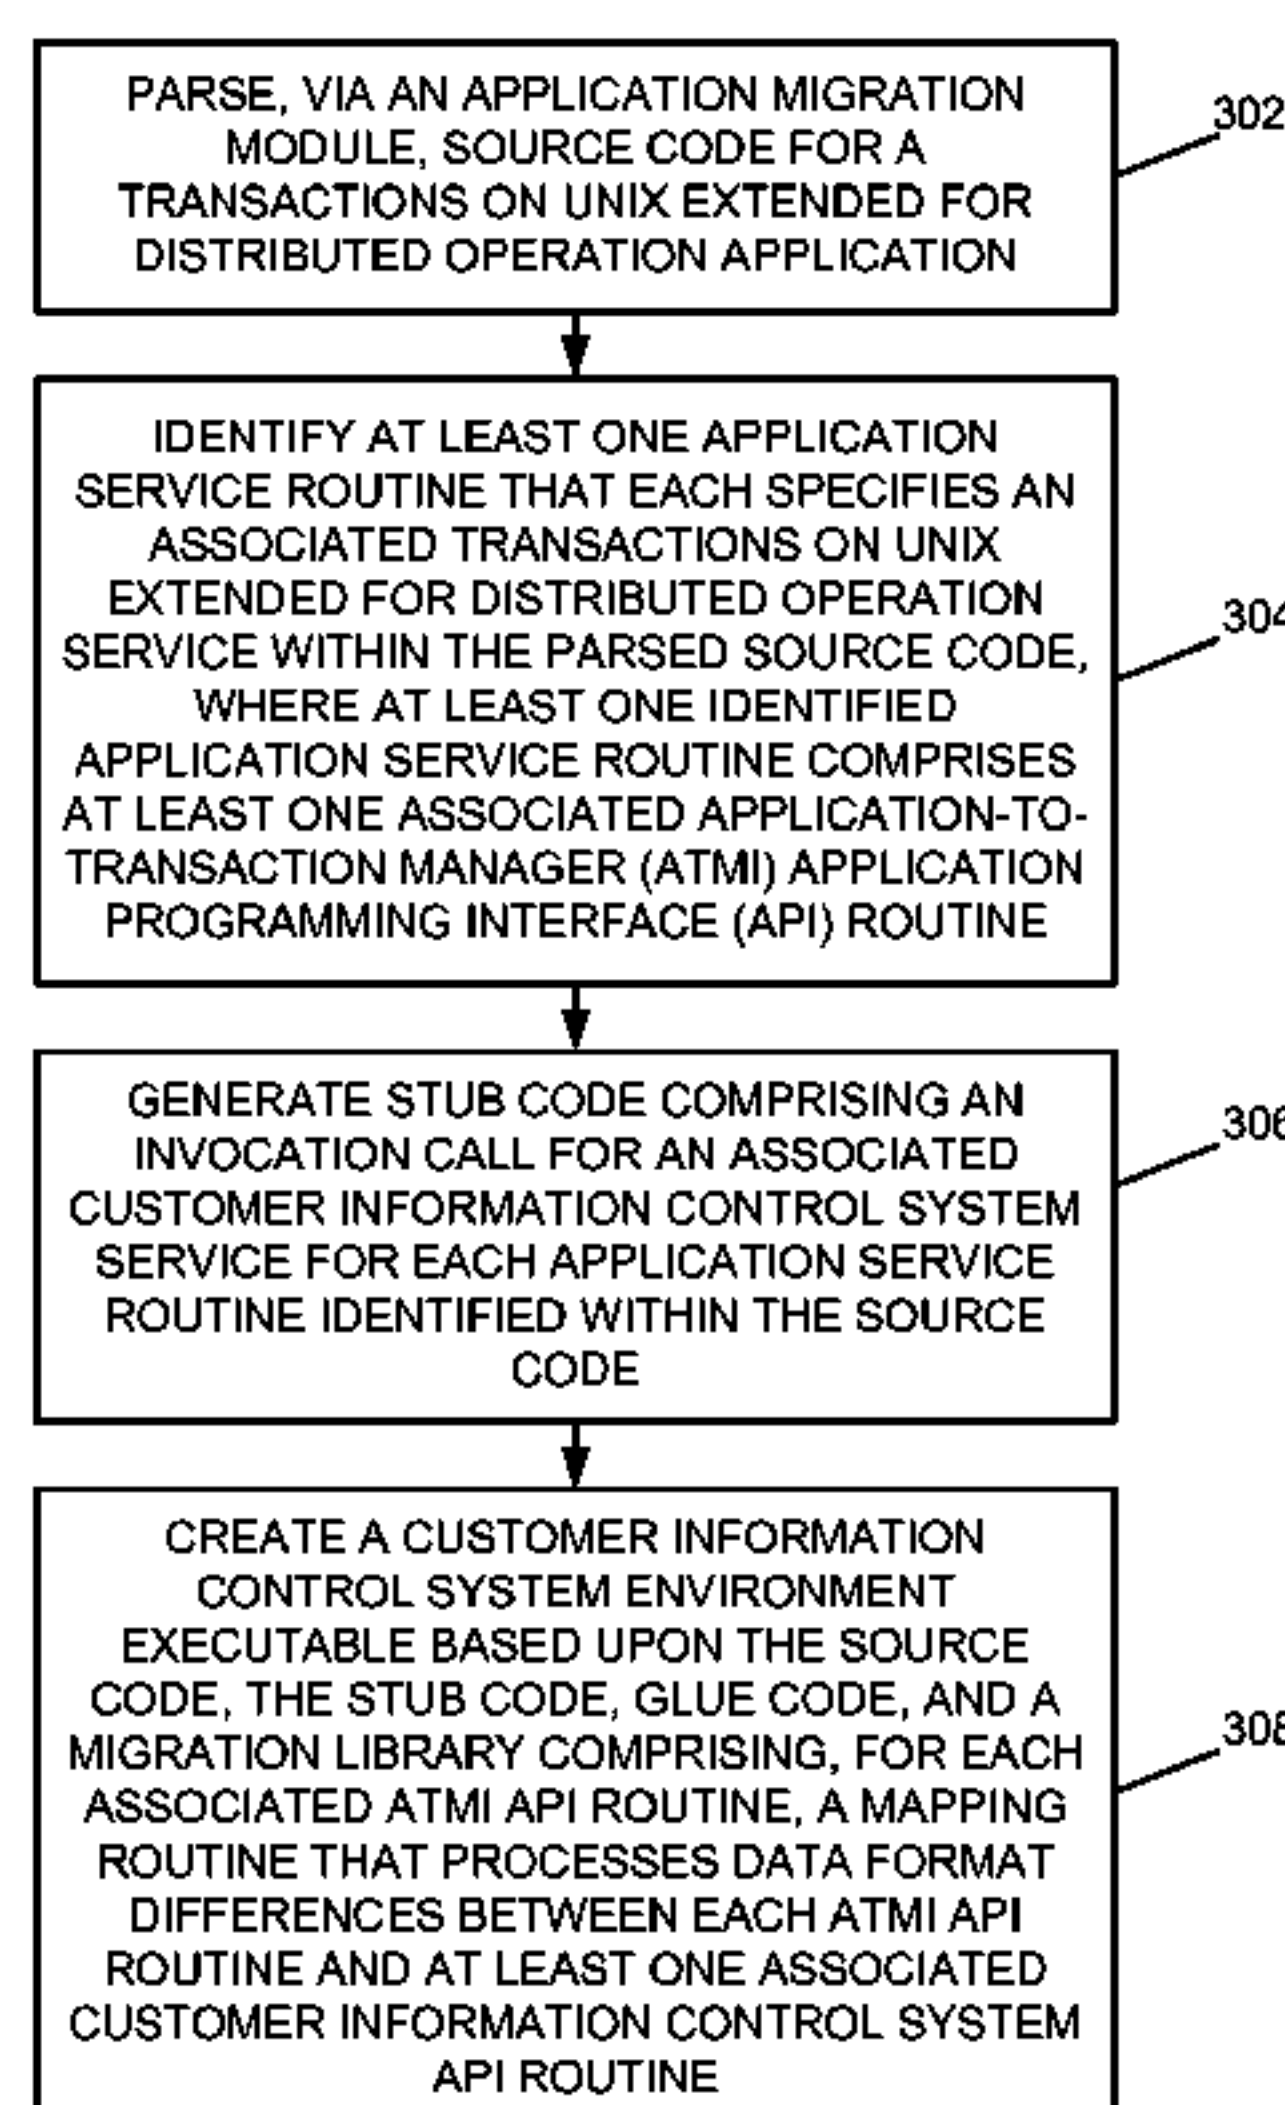 PARSE, VIA AN APPLICATION MIGRATION
MODULE, SOURCE CODE FOR A
TRANSACTIONS ON UNIX EXTENDED FOR
DISTRIBUTED OPERATION APPLICATION
302
IDENTIFY AT LEAST ONE APPLICATION
SERVICE ROUTINE THAT EACH SPECIFIES AN
ASSOCIATED TRANSACTIONS ON UNIX
EXTENDED FOR DISTRIBUTED OPERATION
SERVICE WITHIN THE PARSED SOURCE CODE,
WHERE AT LEAST ONE IDENTIFIED
APPLICATION SERVICE ROUTINE COMPRISES
AT LEAST ONE ASSOCIATED APPLICATION-TO-
TRANSACTION MANAGER (ATMI) APPLICATION
PROGRAMMING INTERFACE (API) ROUTINE
304
GENERATE STUB CODE COMPRISING AN
INVOCATION CALL FOR AN ASSOCIATED
CUSTOMER INFORMATION CONTROL SYSTEM
SERVICE FOR EACH APPLICATION SERVICE
ROUTINE IDENTIFIED WITHIN THE SOURCE
CODE
306
CREATE A CUSTOMER INFORMATION
CONTROL SYSTEM ENVIRONMENT
EXECUTABLE BASED UPON THE SOURCE
CODE, THE STUB CODE, GLUE CODE, AND A
MIGRATION LIBRARY COMPRISING, FOR EACH
ASSOCIATED ATMI API ROUTINE, A MAPPING
ROUTINE THAT PROCESSES DATA FORMAT
DIFFERENCES BETWEEN EACH ATMI API
ROUTINE AND AT LEAST ONE ASSOCIATED
CUSTOMER INFORMATION CONTROL SYSTEM
API ROUTINE
308